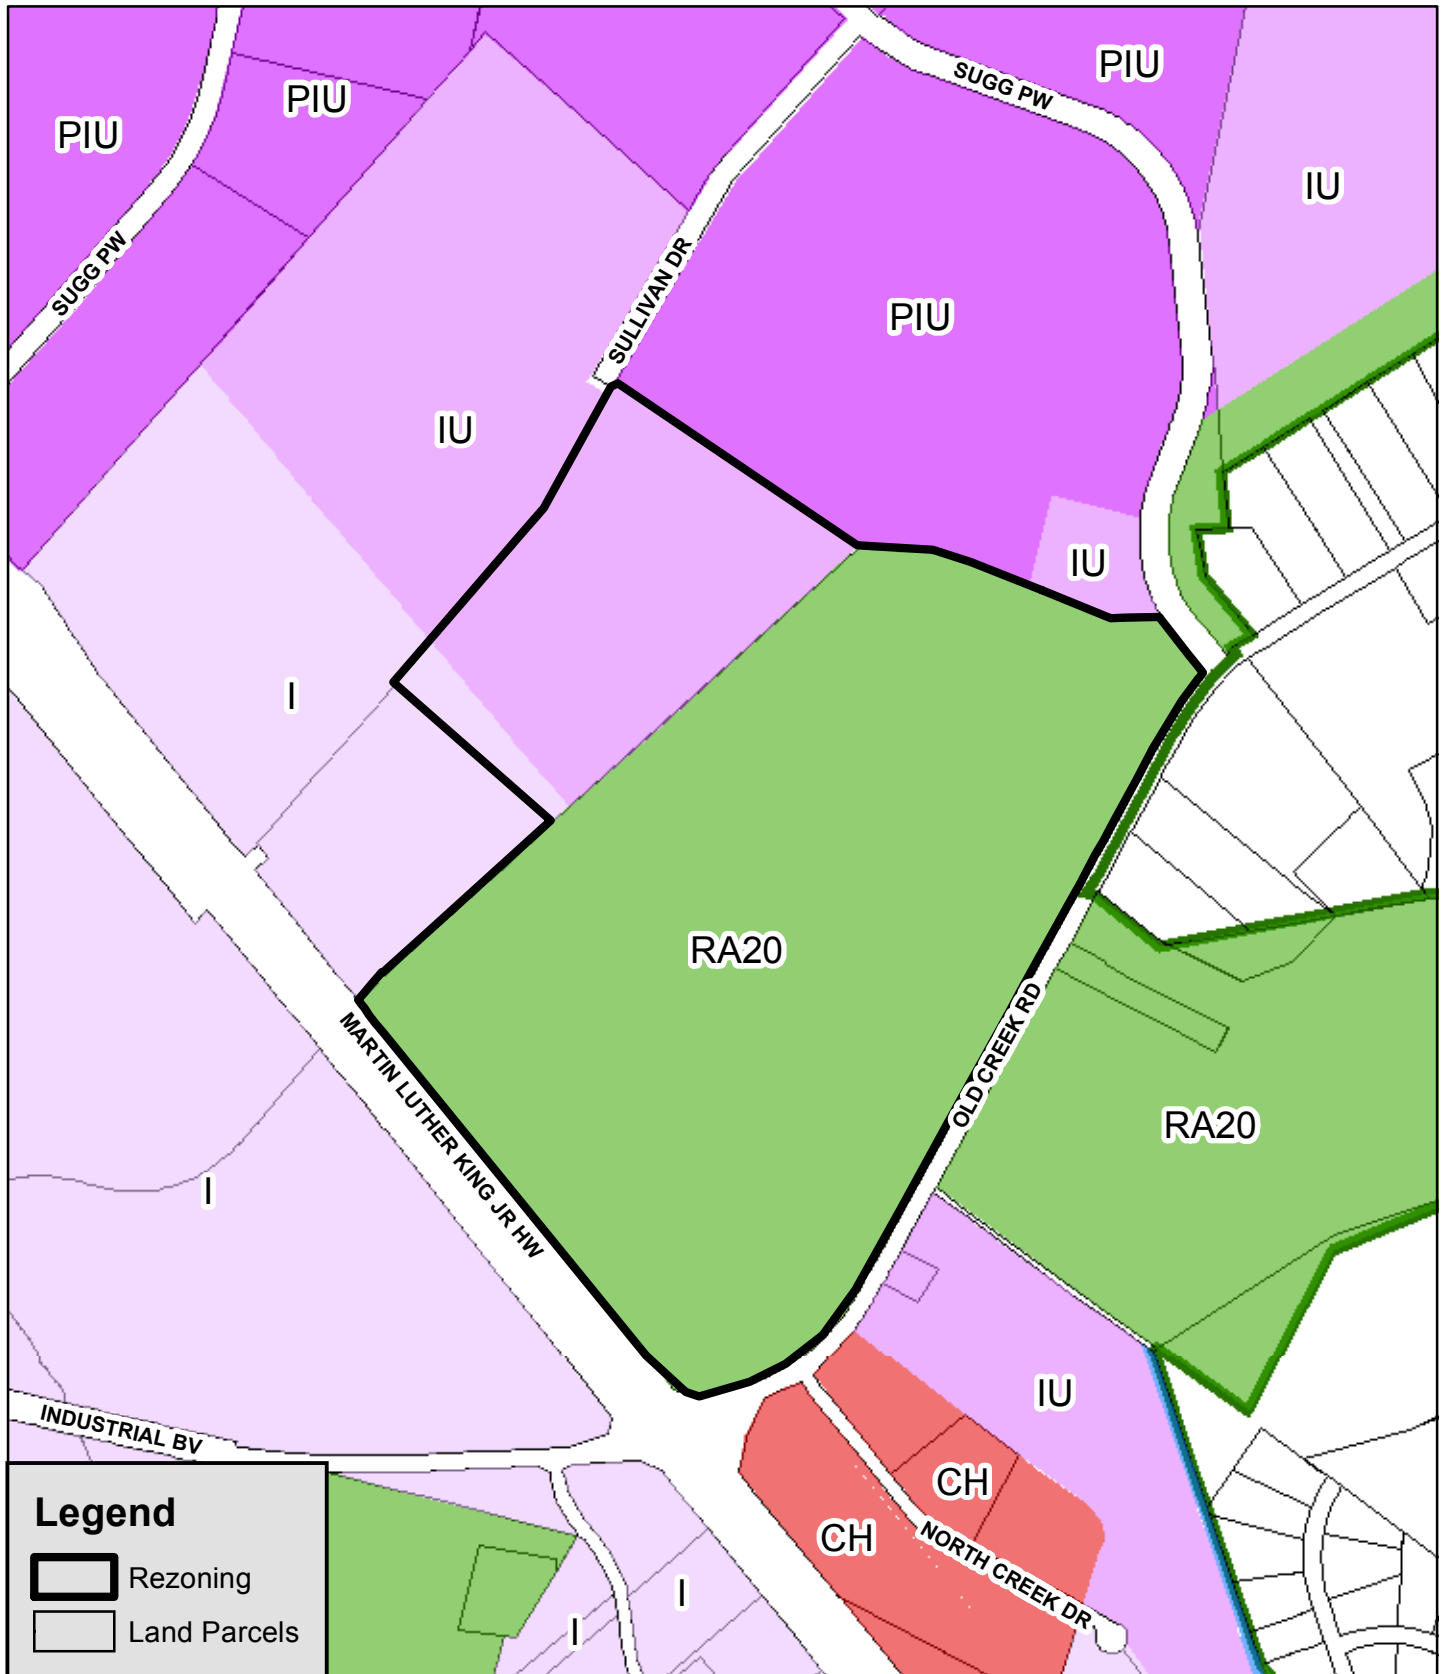 PIU
SUGG PW
PIU
PIU
IU
SUGG PW
SULLIVAN DR
PIU
IU
IU
I
RA20
OLD CREEK RD
MARTIN LUTHER KING JR HW
RA20
I
IU
INDUSTRIAL BV
CH
CH
NORTH CREEK DR
I
I
Legend
Rezoning
Land Parcels